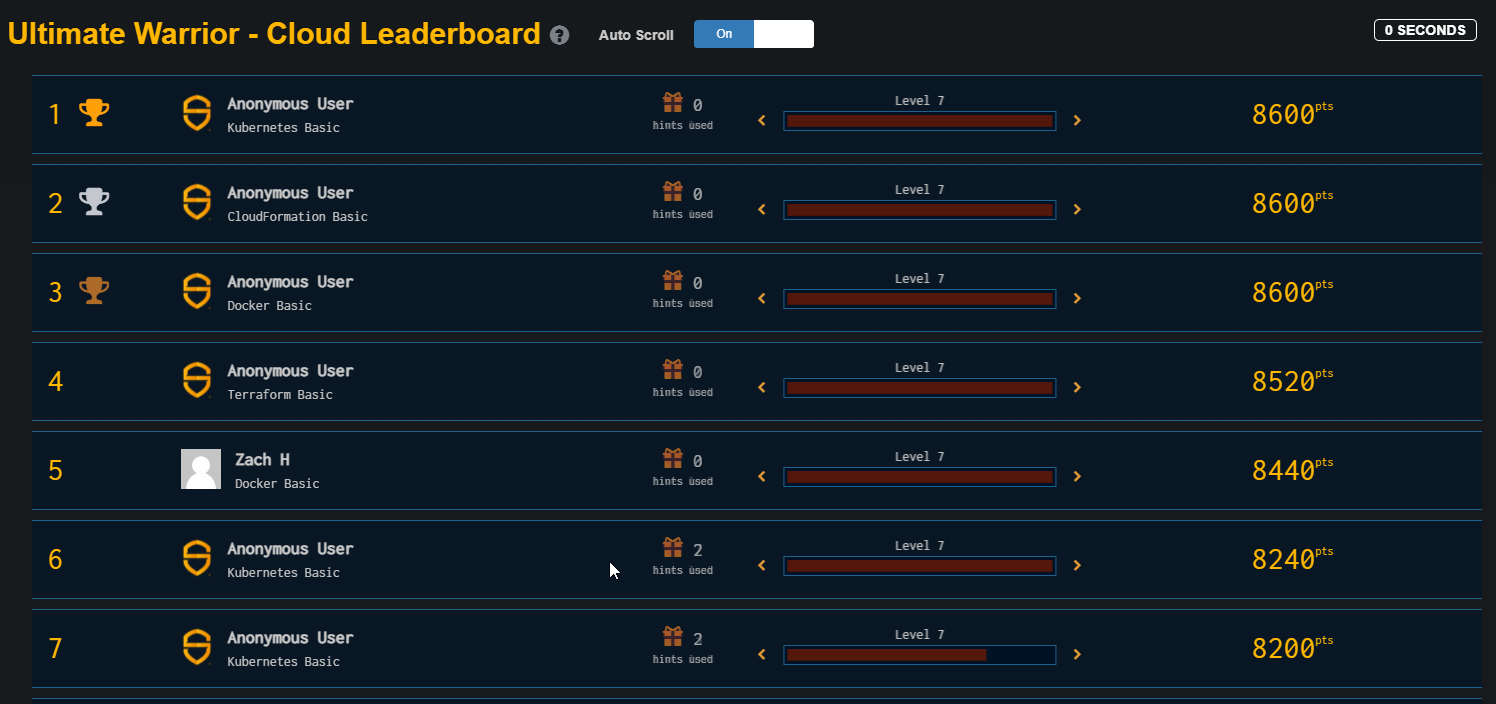 Ultimate Warrior - Cloud Leaderboard ? Auto Scroll On 0 SECONDS
1 Anonymous User 0 Level 7 8600pts
Kubernetes Basic hints used
2 Anonymous User 0 Level 7 8600pts
CloudFormation Basic hints used
3 Anonymous User 0 Level 7 8600pts
Docker Basic hints used
4 Anonymous User 0 Level 7 8520pts
Terraform Basic hints used
5 Zach H 0 Level 7 8440pts
Docker Basic hints used
6 Anonymous User 2 Level 7 8240pts
Kubernetes Basic hints used
7 Anonymous User 2 Level 7 8200pts
Kubernetes Basic hints used